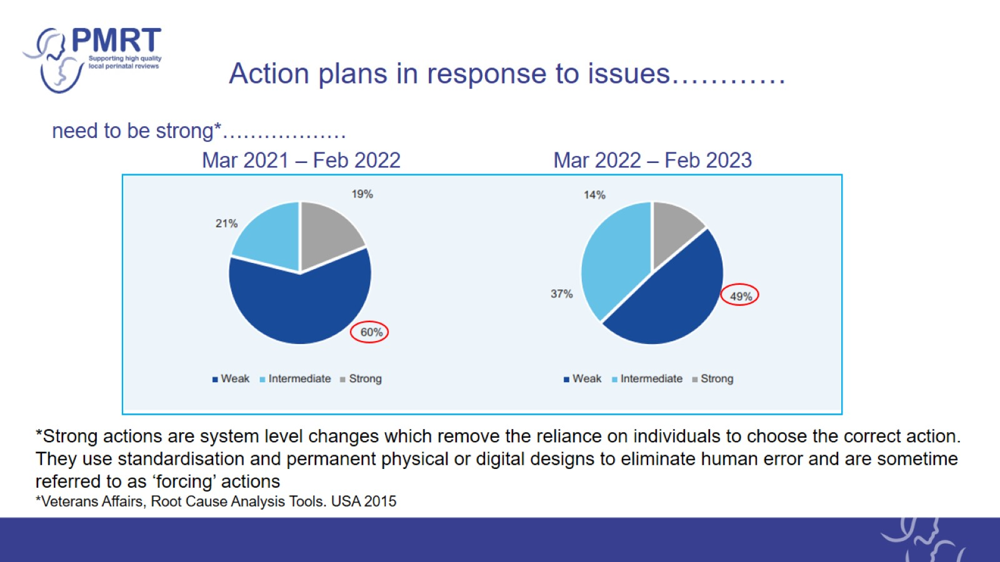 PMRT
Supporting high quality
local perinatal reviews
Action plans in response to issues…………
need to be strong*………………
Mar 2021 – Feb 2022
Mar 2022 – Feb 2023
19%
21%
60%
Weak Intermediate Strong
14%
37%
49%
Weak Intermediate Strong
*Strong actions are system level changes which remove the reliance on individuals to choose the correct action.
They use standardisation and permanent physical or digital designs to eliminate human error and are sometime
referred to as ‘forcing’ actions
*Veterans Affairs, Root Cause Analysis Tools. USA 2015